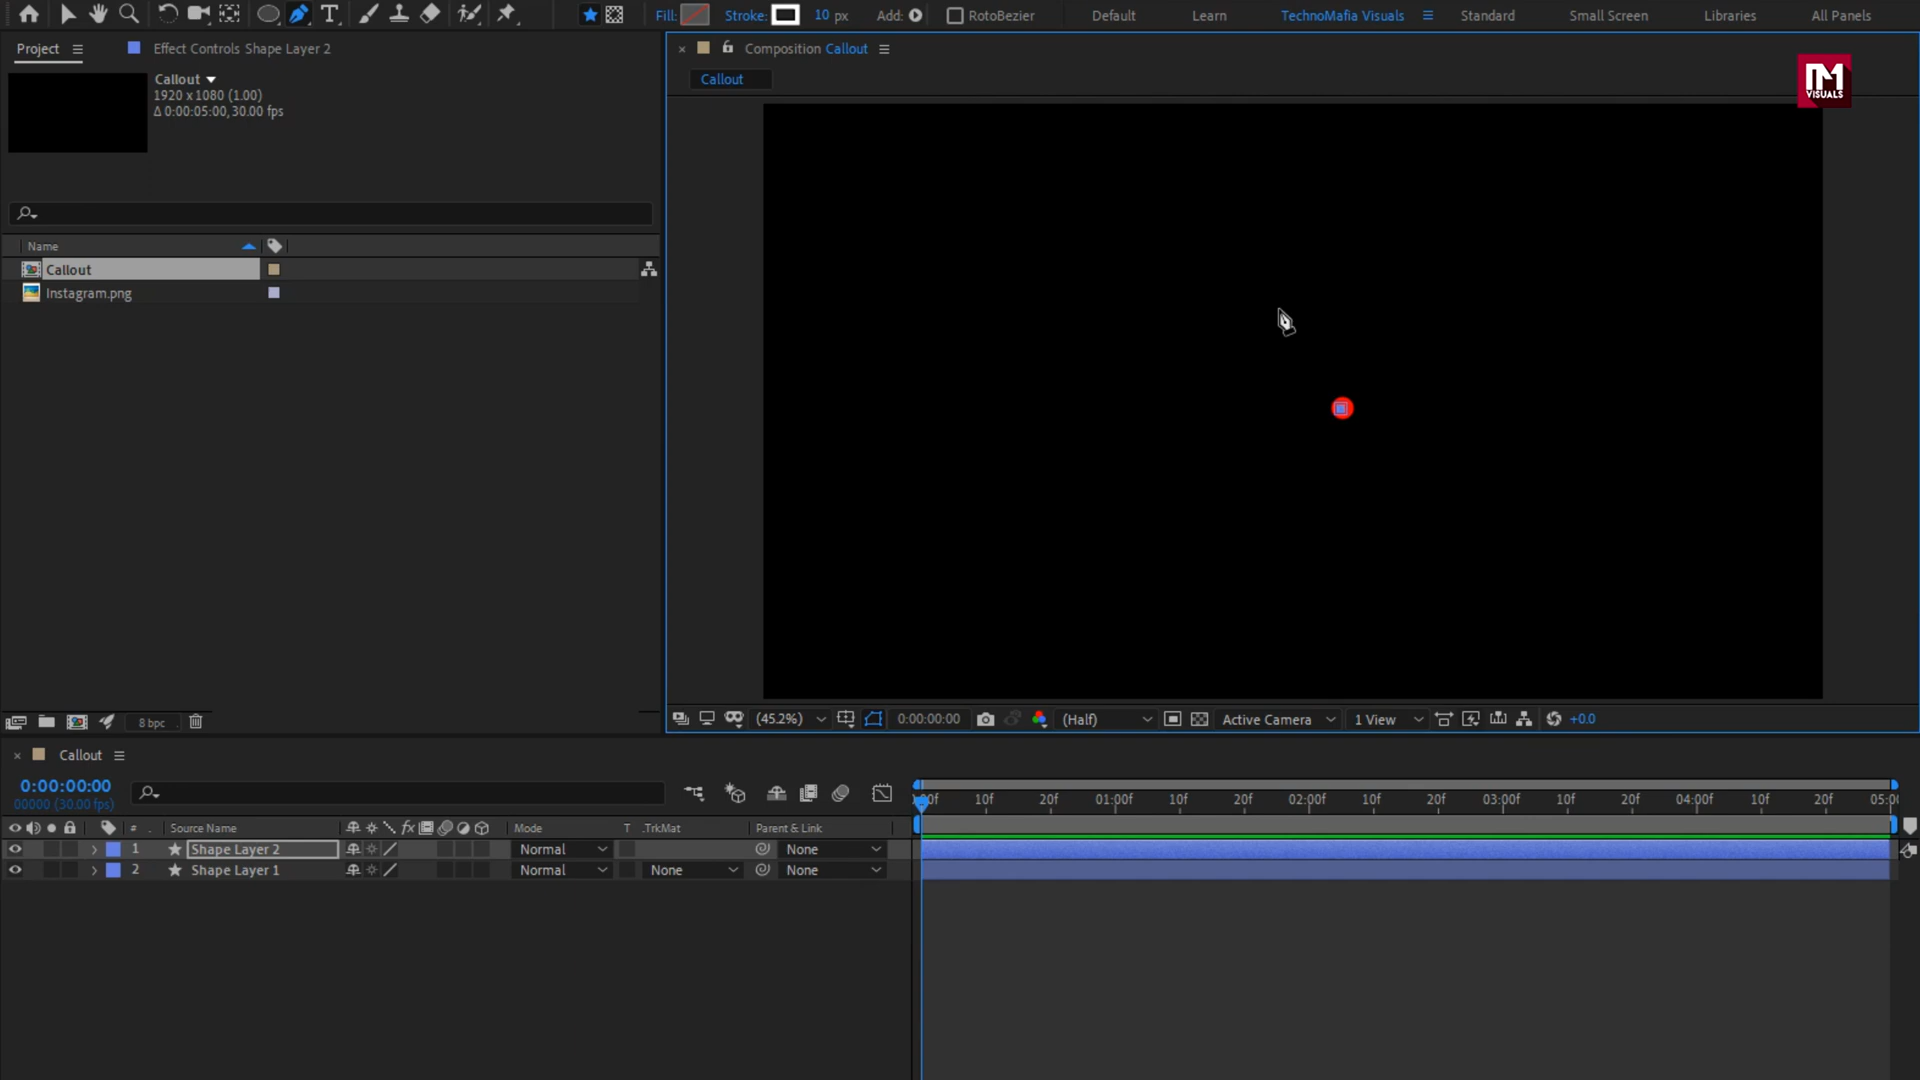 Fill: Stroke: 10 px Add: RotoBezier Default Learn TechnoMafia Visuals Standard Small Screen Libraries All Panels
Project Effect Controls Shape Layer 2
Composition Callout
Callout
1920 x 1080 (1.00)
Δ 0:00:05:00, 30.00 fps
Callout
TM
VISUALS
Name
Callout
Instagram.png
8 bpc
(45.2%) 0:00:00:00 (Half) Active Camera 1 View +0.0
Callout
0:00:00:00
00000 (30.00 fps)
:00f 10f 20f 01:00f 10f 20f 02:00f 10f 20f 03:00f 10f 20f 04:00f 10f 20f 05:00
# . Source Name fx Mode T .TrkMat Parent & Link
1 Shape Layer 2 Normal None
2 Shape Layer 1 Normal None None